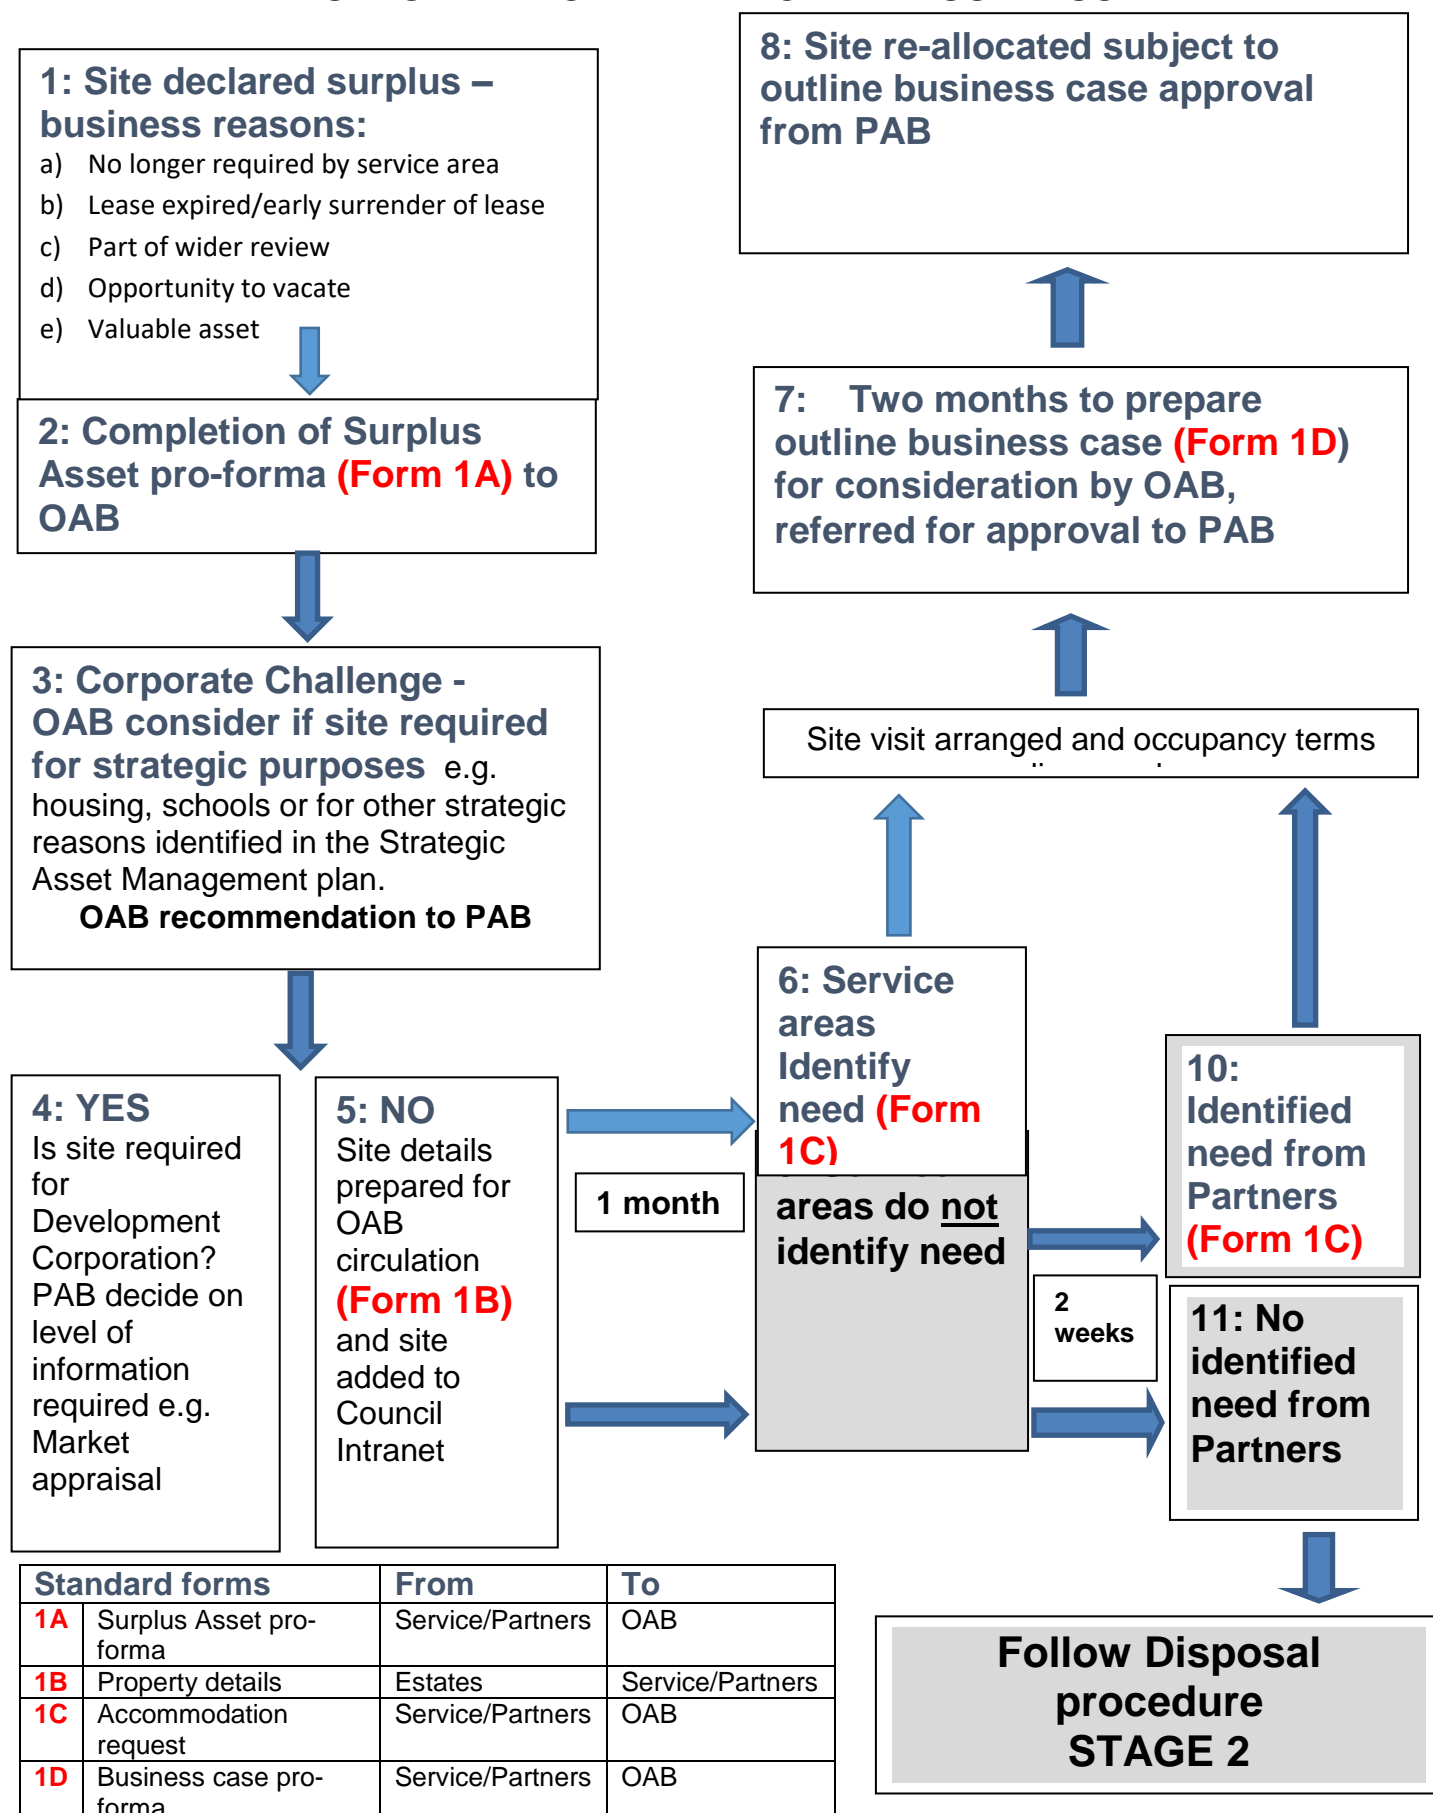 1: Site declared surplus –
business reasons:
a) No longer required by service area
b) Lease expired/early surrender of lease
c) Part of wider review
d) Opportunity to vacate
e) Valuable asset
2: Completion of Surplus
Asset pro-forma (Form 1A) to
OAB
3: Corporate Challenge -
OAB consider if site required
for strategic purposes e.g.
housing, schools or for other strategic
reasons identified in the Strategic
Asset Management plan.
OAB recommendation to PAB
4: YES
Is site required
for
Development
Corporation?
PAB decide on
level of
information
required e.g.
Market
appraisal
5: NO
Site details
prepared for
OAB
circulation
(Form 1B)
and site
added to
Council
Intranet
1 month
6: Service
areas
Identify
need (Form
1C)
areas do not
identify need
2
weeks
10:
Identified
need from
Partners
(Form 1C)
11: No
identified
need from
Partners
Site visit arranged and occupancy terms
7: Two months to prepare
outline business case (Form 1D)
for consideration by OAB,
referred for approval to PAB
8: Site re-allocated subject to
outline business case approval
from PAB
Follow Disposal
procedure
STAGE 2
Standard forms From To
1A Surplus Asset pro- Service/Partners OAB
forma
1B Property details Estates Service/Partners
1C Accommodation Service/Partners OAB
request
1D Business case pro- Service/Partners OAB
forma